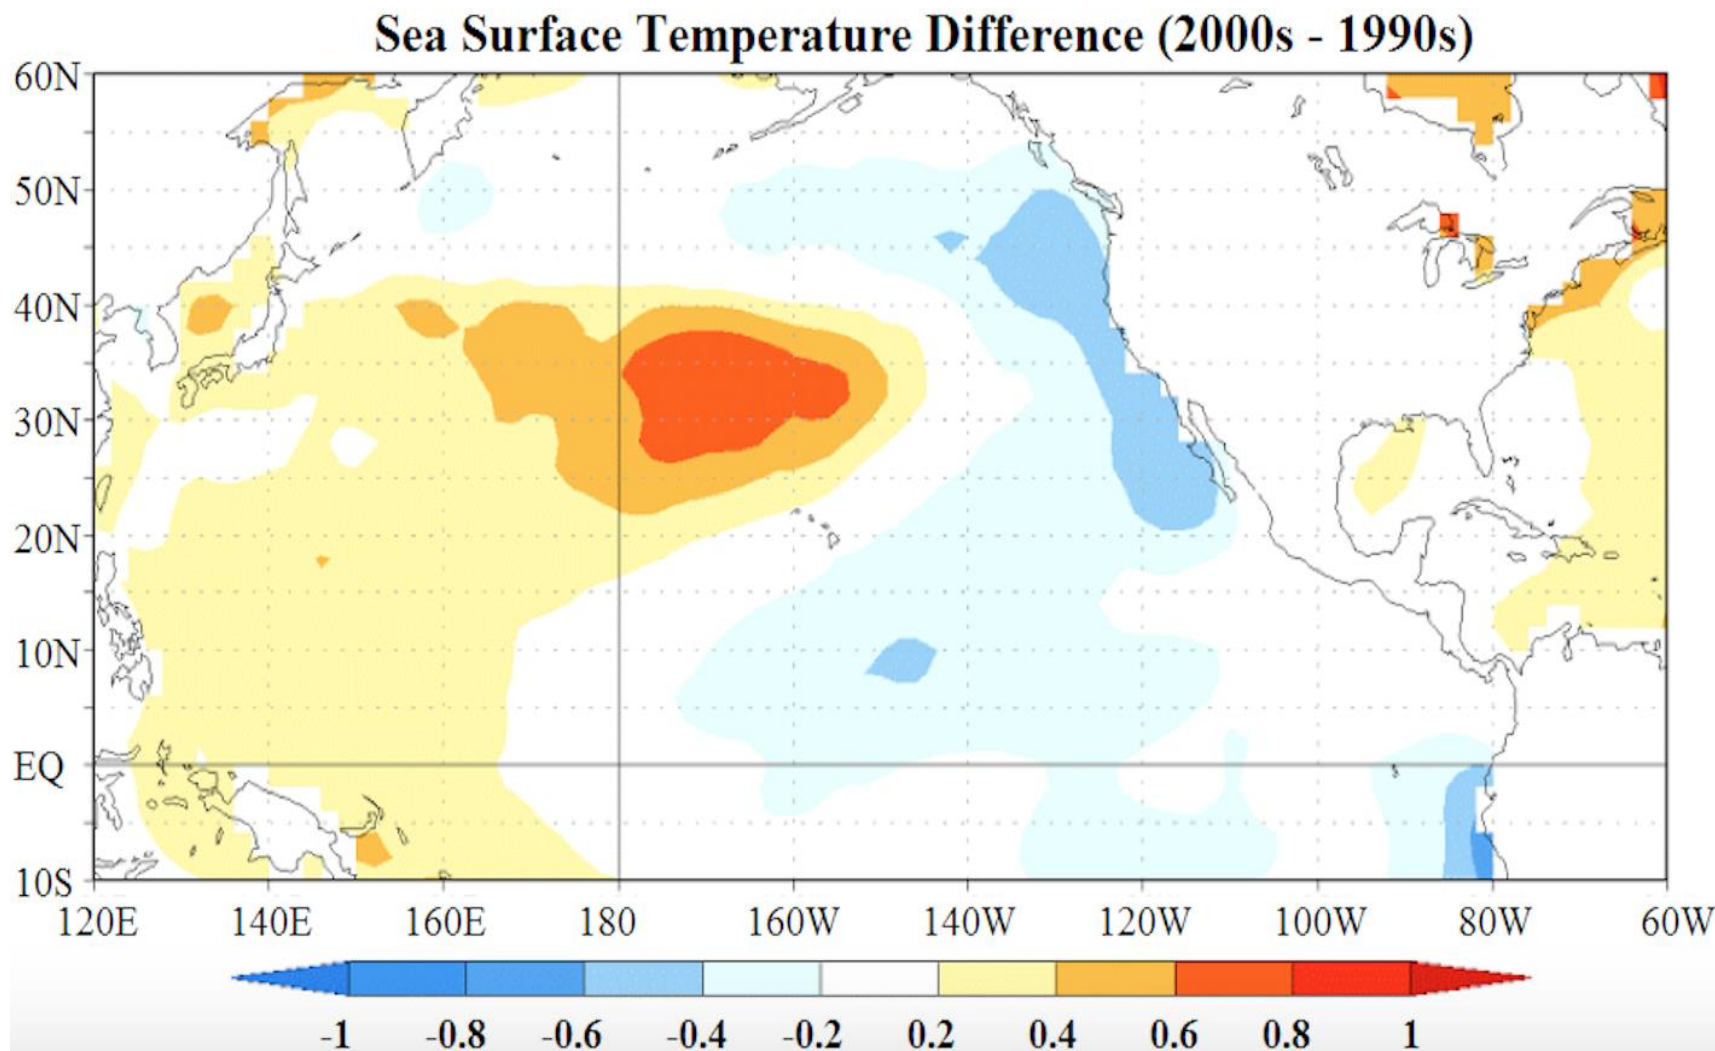 Sea Surface Temperature Difference (2000s - 1990s)
60N
50N
40N
30N
20N
10N
EQ
10S
120E 140E 160E 180 160W 140W 120W 100W 80W 60W
-1 -0.8 -0.6 -0.4 -0.2 0.2 0.4 0.6 0.8 1